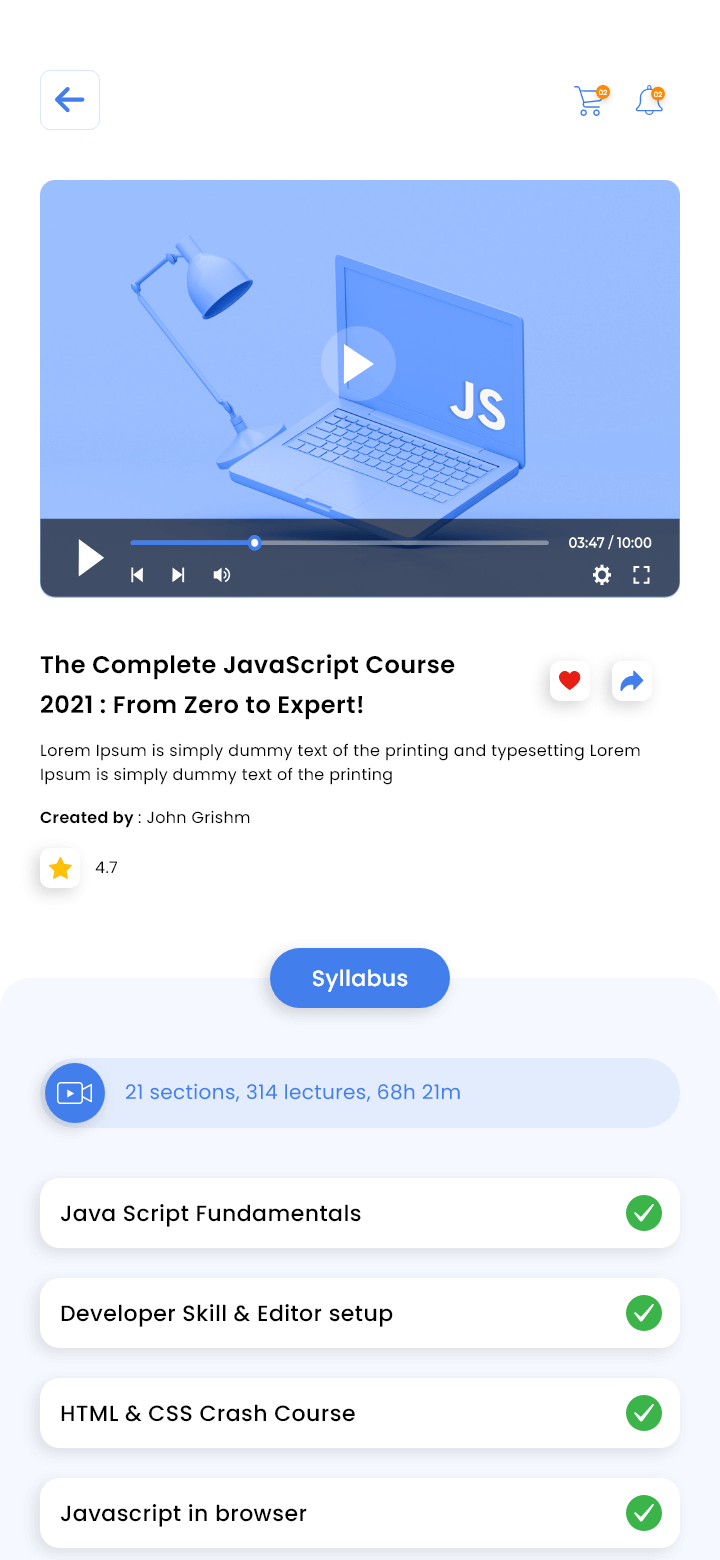 02
02
JS
03:47 / 10:00
The Complete JavaScript Course
2021 : From Zero to Expert!
Lorem Ipsum is simply dummy text of the printing and typesetting Lorem
Ipsum is simply dummy text of the printing
Created by : John Grishm
4.7
Syllabus
21 sections, 314 lectures, 68h 21m
Java Script Fundamentals
Developer Skill & Editor setup
HTML & CSS Crash Course
Javascript in browser